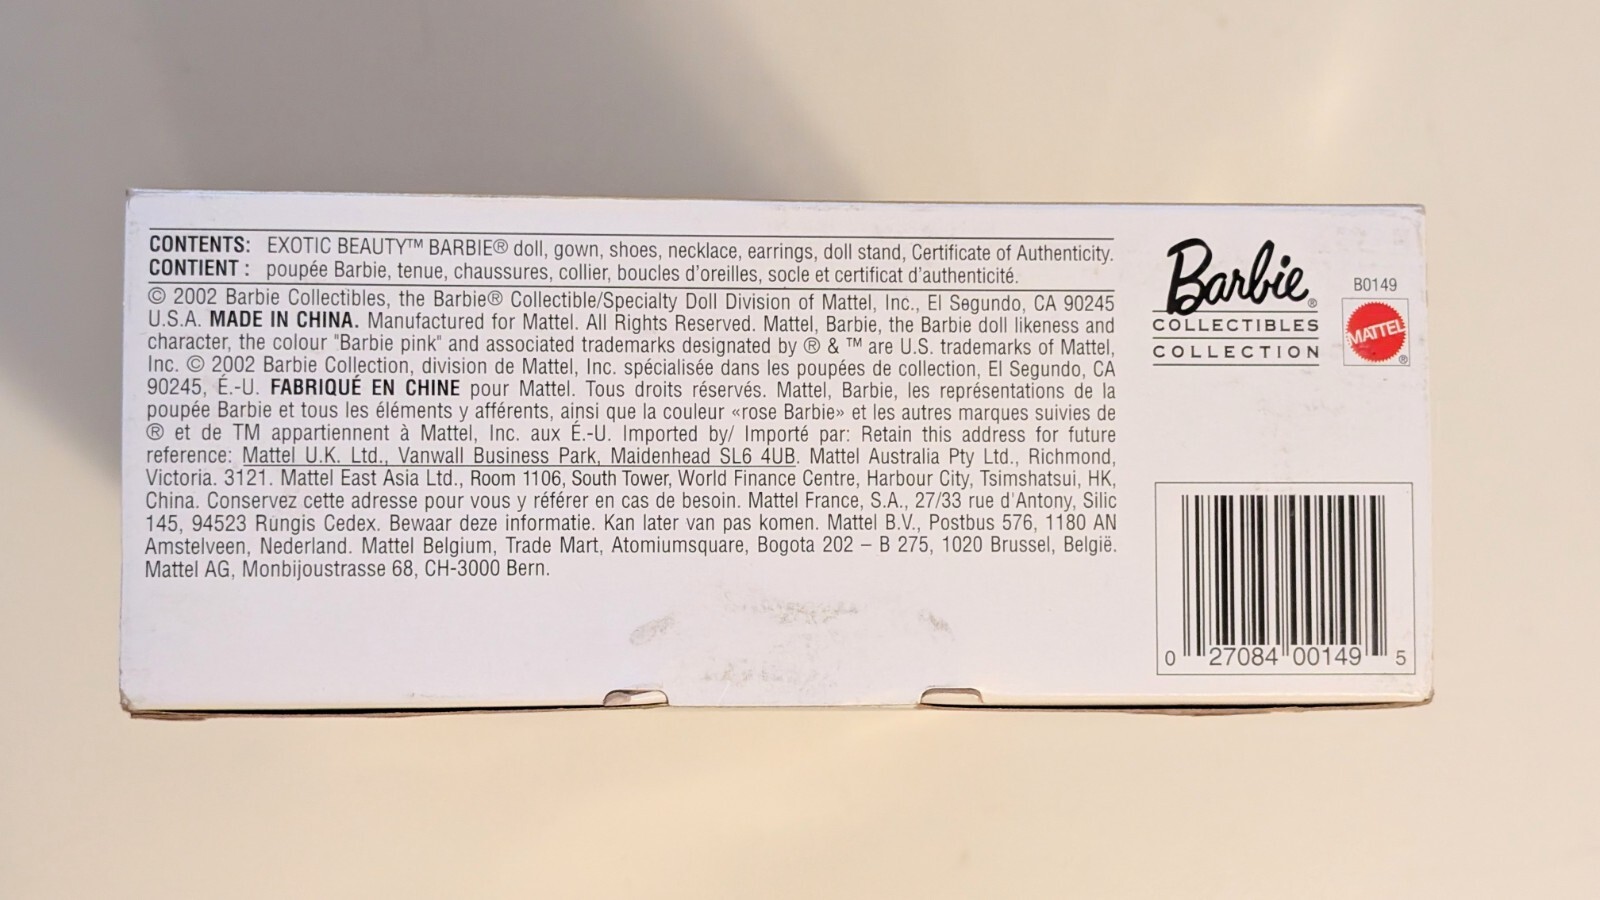 CONTENTS: EXOTIC BEAUTY™ BARBIE® doll, gown, shoes, necklace, earrings, doll stand, Certificate of Authenticity.
CONTIENT : poupée Barbie, tenue, chaussures, collier, boucles d'oreilles, socle et certificat d'authenticité.
© 2002 Barbie Collectibles, the Barbie® Collectible/Specialty Doll Division of Mattel, Inc., El Segundo, CA 90245
U.S.A. MADE IN CHINA. Manufactured for Mattel. All Rights Reserved. Mattel, Barbie, the Barbie doll likeness and
character, the colour "Barbie pink" and associated trademarks designated by ® & ™ are U.S. trademarks of Mattel,
Inc. © 2002 Barbie Collection, division de Mattel, Inc. spécialisée dans les poupées de collection, El Segundo, CA
90245, É.-U. FABRIQUÉ EN CHINE pour Mattel. Tous droits réservés. Mattel, Barbie, les représentations de la
poupée Barbie et tous les éléments y afférents, ainsi que la couleur «rose Barbie» et les autres marques suivies de
® et de TM appartiennent à Mattel, Inc. aux É.-U. Imported by/ Importé par: Retain this address for future
reference: Mattel U.K. Ltd., Vanwall Business Park, Maidenhead SL6 4UB. Mattel Australia Pty Ltd., Richmond,
Victoria. 3121. Mattel East Asia Ltd., Room 1106, South Tower, World Finance Centre, Harbour City, Tsimshatsui, HK,
China. Conservez cette adresse pour vous y référer en cas de besoin. Mattel France, S.A., 27/33 rue d'Antony, Silic
145, 94523 Rungis Cedex. Bewaar deze informatie. Kan later van pas komen. Mattel B.V., Postbus 576, 1180 AN
Amstelveen, Nederland. Mattel Belgium, Trade Mart, Atomiumsquare, Bogota 202 – B 275, 1020 Brussel, België.
Mattel AG, Monbijoustrasse 68, CH-3000 Bern.
Barbie®
COLLECTIBLES
COLLECTION
B0149
MATTEL®
0 27084 00149 5